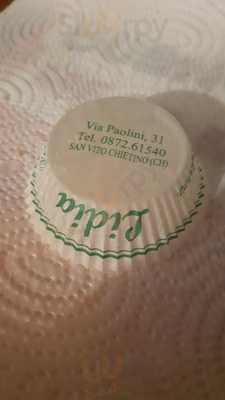 Via Paolini, 31
Tel. 0872.61540
SAN VITO CHIETINO (CH)
Lidia